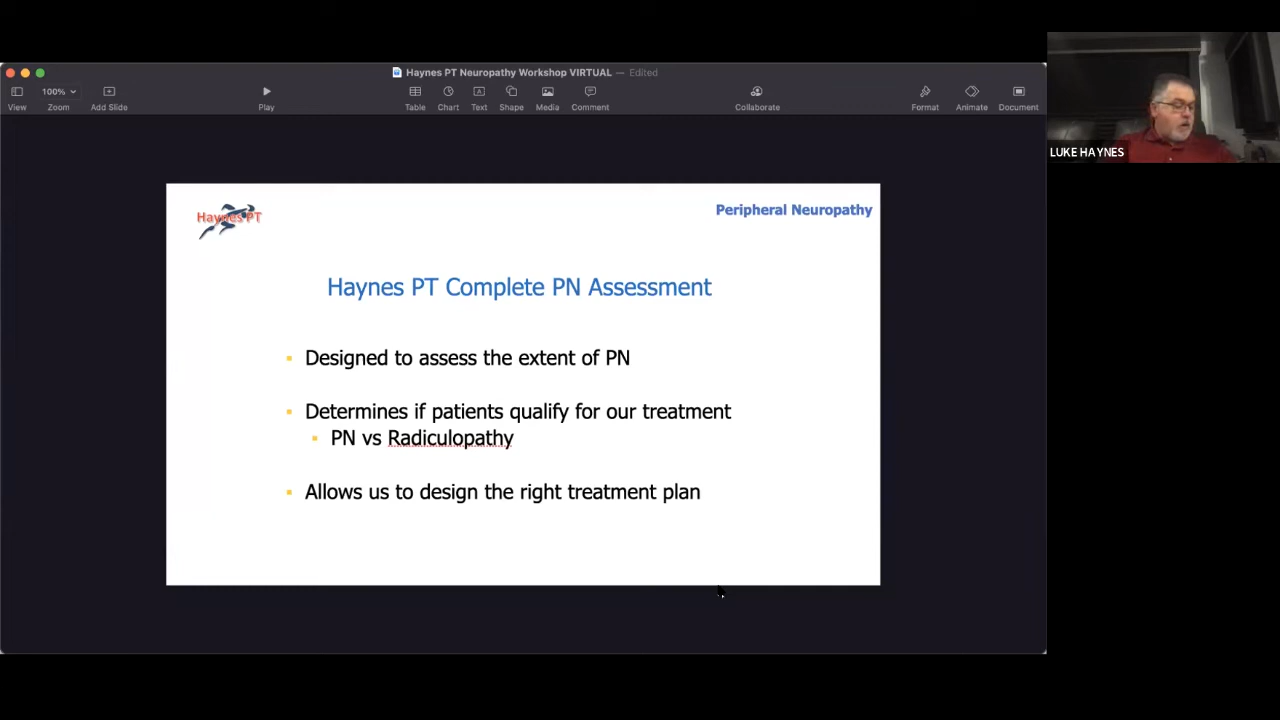 Haynes PT Neuropathy Workshop VIRTUAL — Edited
100%
View Zoom Add Slide Play Table Chart Text Shape Media Comment Collaborate Format Animate Document
LUKE HAYNES
Haynes PT
Peripheral Neuropathy
Haynes PT Complete PN Assessment
Designed to assess the extent of PN
Determines if patients qualify for our treatment
PN vs Radiculopathy
Allows us to design the right treatment plan